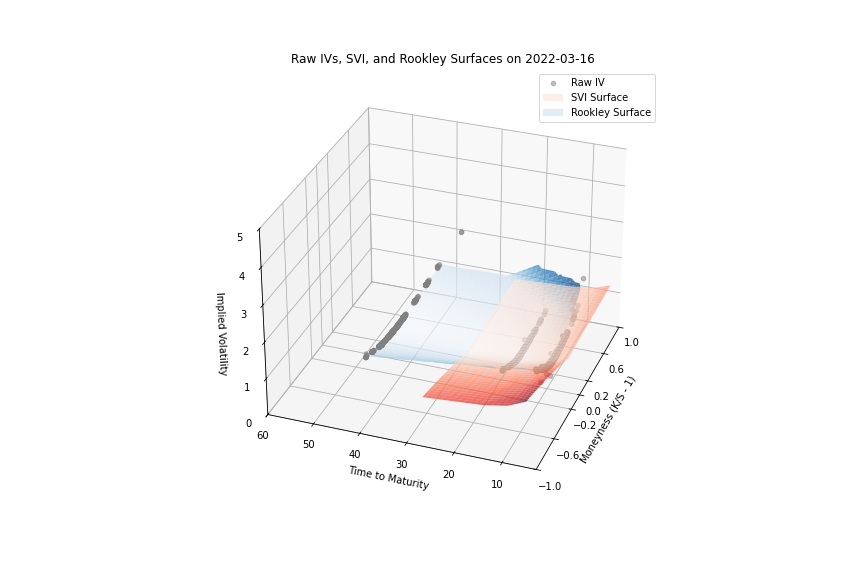 Raw IVs, SVI, and Rookley Surfaces on 2022-03-16
Raw IV
SVI Surface
Rookley Surface
5
4
3
2
1
0
Implied Volatility
60
50
40
30
20
10
Time to Maturity
1.0
0.6
0.2
0.0
−0.2
−0.6
−1.0
Moneyness (K/S - 1)